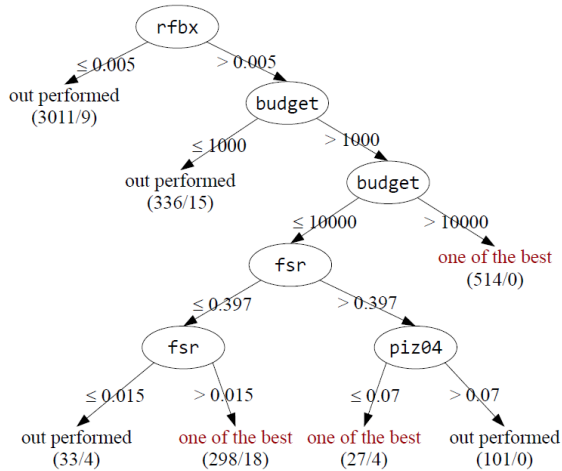 rfbx
≤ 0.005
> 0.005
out performed
(3011/9)
budget
≤ 1000
> 1000
out performed
(336/15)
budget
≤ 10000
> 10000
fsr
one of the best
(514/0)
≤ 0.397
> 0.397
fsr
piz04
≤ 0.015
> 0.015
≤ 0.07
> 0.07
out performed
(33/4)
one of the best
(298/18)
one of the best
(27/4)
out performed
(101/0)